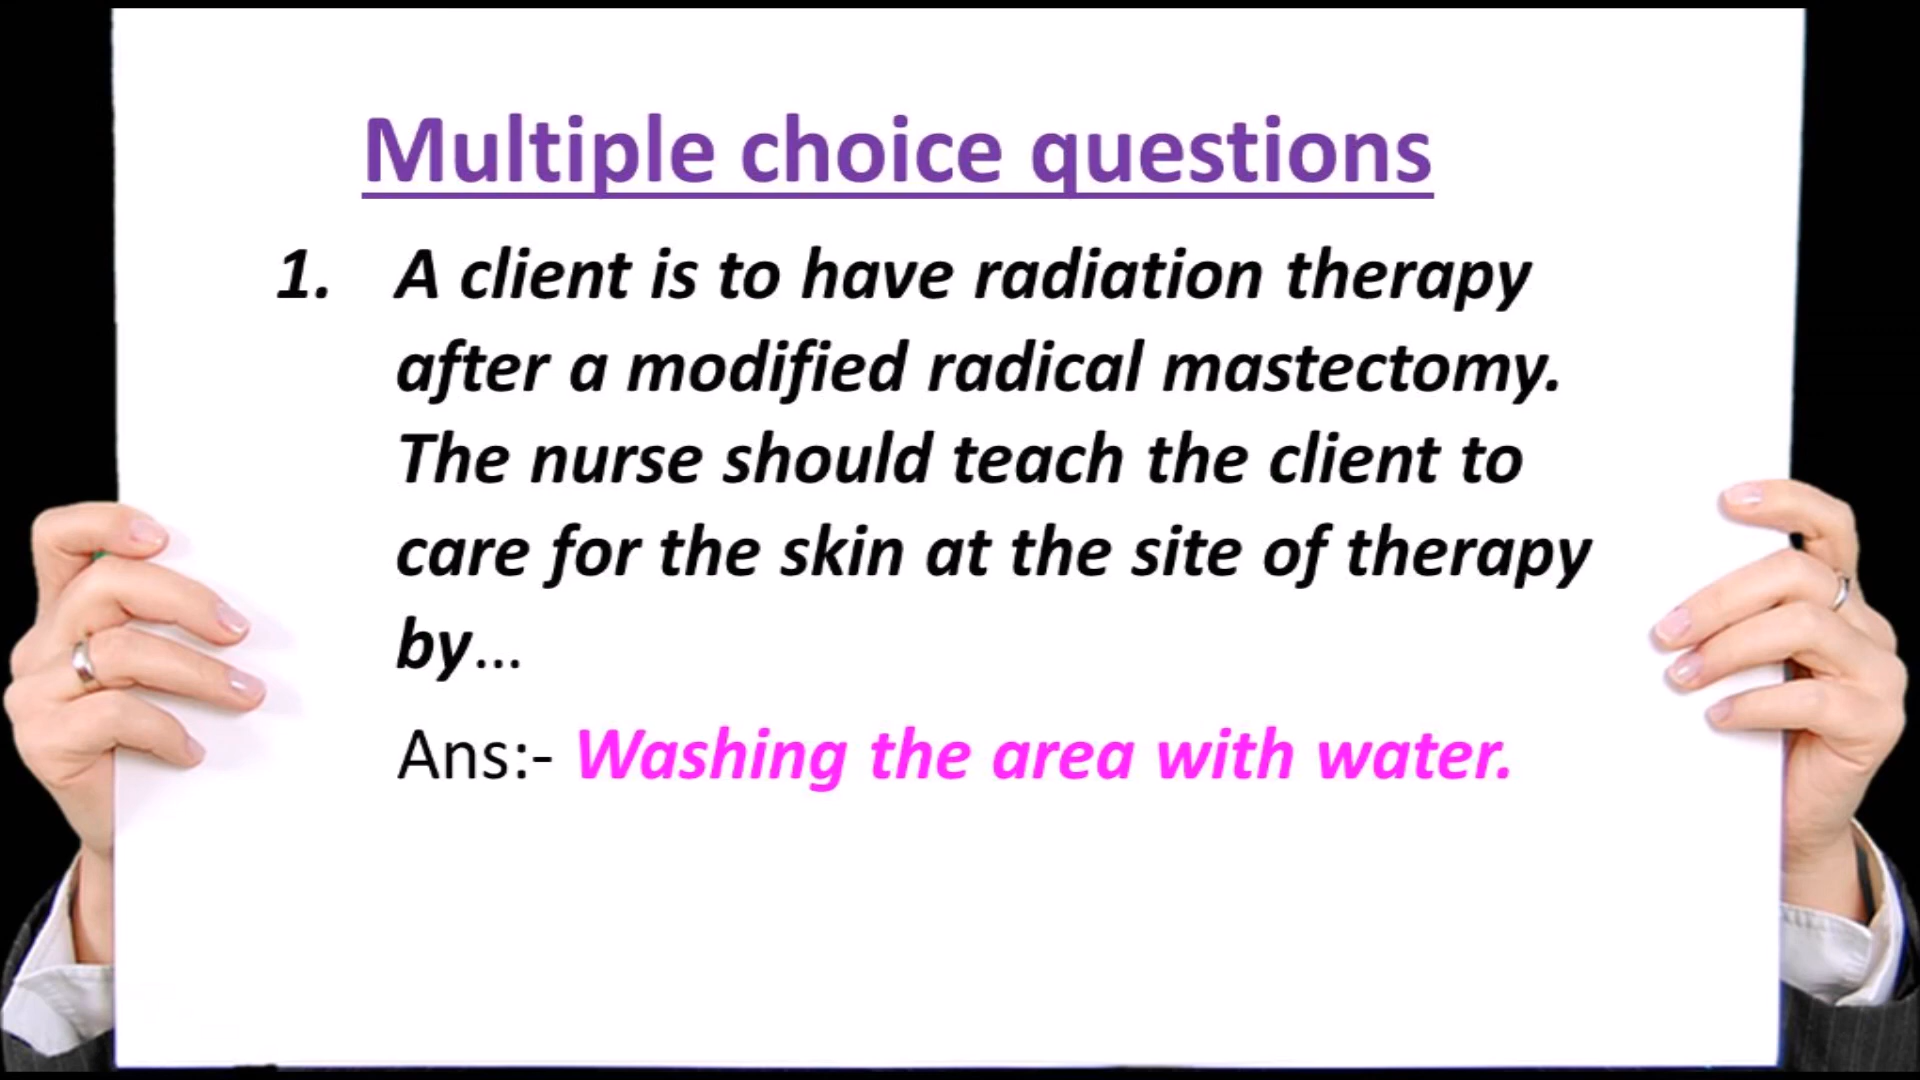 Multiple choice questions
1. A client is to have radiation therapy
after a modified radical mastectomy.
The nurse should teach the client to
care for the skin at the site of therapy
by...
Ans:- Washing the area with water.